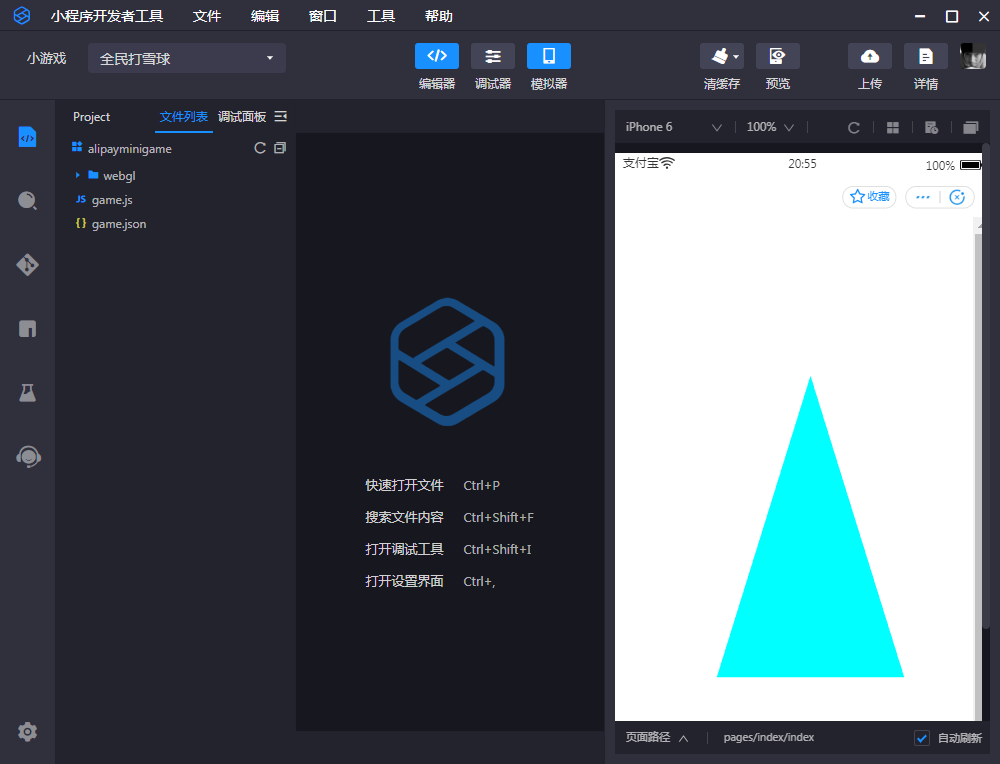 小程序开发者工具 文件 编辑 窗口 工具 帮助
小游戏 全民打雪球
编辑器 调试器 模拟器 清缓存 预览 上传 详情
Project 文件列表 调试面板
alipayminigame
webgl
JS game.js
{} game.json
快速打开文件 Ctrl+P
搜索文件内容 Ctrl+Shift+F
打开调试工具 Ctrl+Shift+I
打开设置界面 Ctrl+,
iPhone 6 100%
支付宝 20:55 100%
收藏
页面路径 pages/index/index 自动刷新